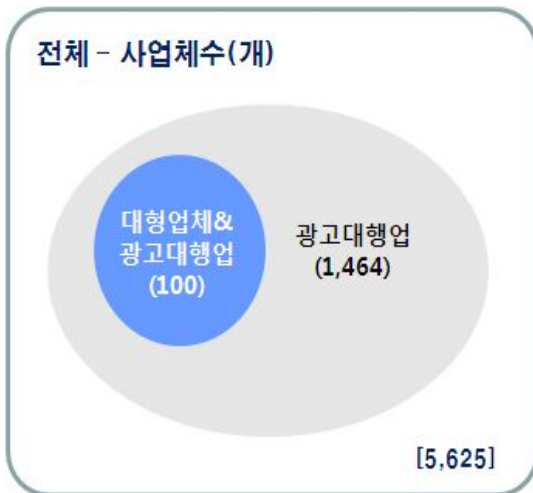 전체 – 사업체수(개)
대형업체&
광고대행업
(100)
광고대행업
(1,464)
[5,625]